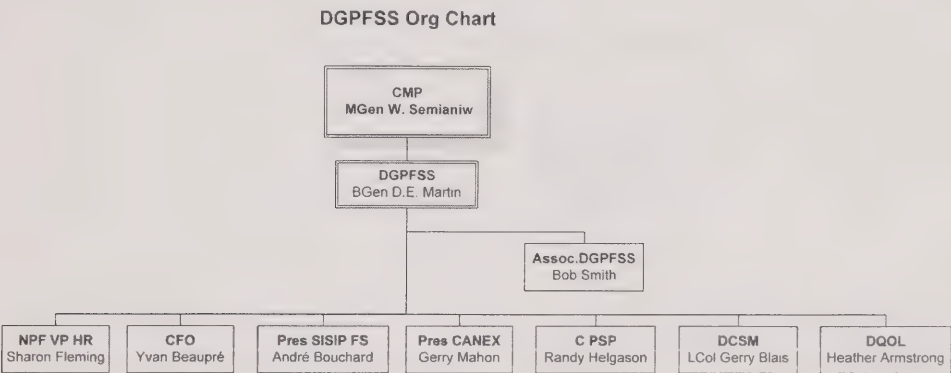 DGPFSS Org Chart
CMP
MGen W. Semianiw
DGPFSS
BGen D.E. Martin
Assoc.DGPFSS
Bob Smith
NPF VP HR
Sharon Fleming
CFO
Yvan Beaupré
Pres SISIP FS
André Bouchard
Pres CANEX
Gerry Mahon
C PSP
Randy Helgason
DCSM
LCol Gerry Blais
DQOL
Heather Armstrong